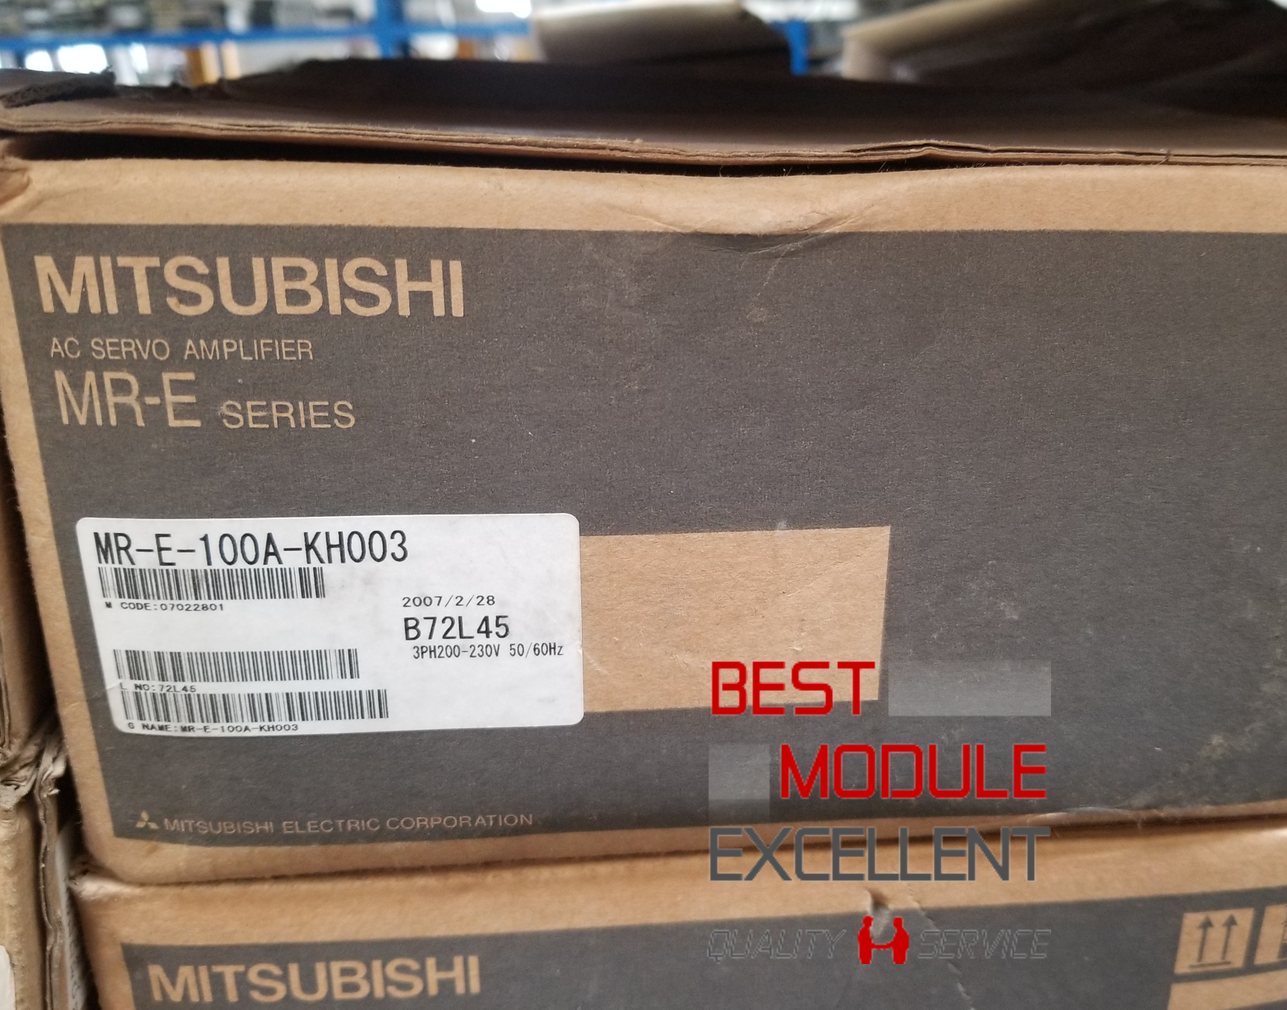 MITSUBISHI
AC SERVO AMPLIFIER
MR-E SERIES
MR-E-100A-KH003
M CODE:07022801
2007/2/28
B72L45
3PH200-230V 50/60Hz
L NO:72L45
G NAME:MR-E-100A-KH003
MITSUBISHI ELECTRIC CORPORATION
BEST
MODULE
EXCELLENT
QUALITY SERVICE
MITSUBISHI